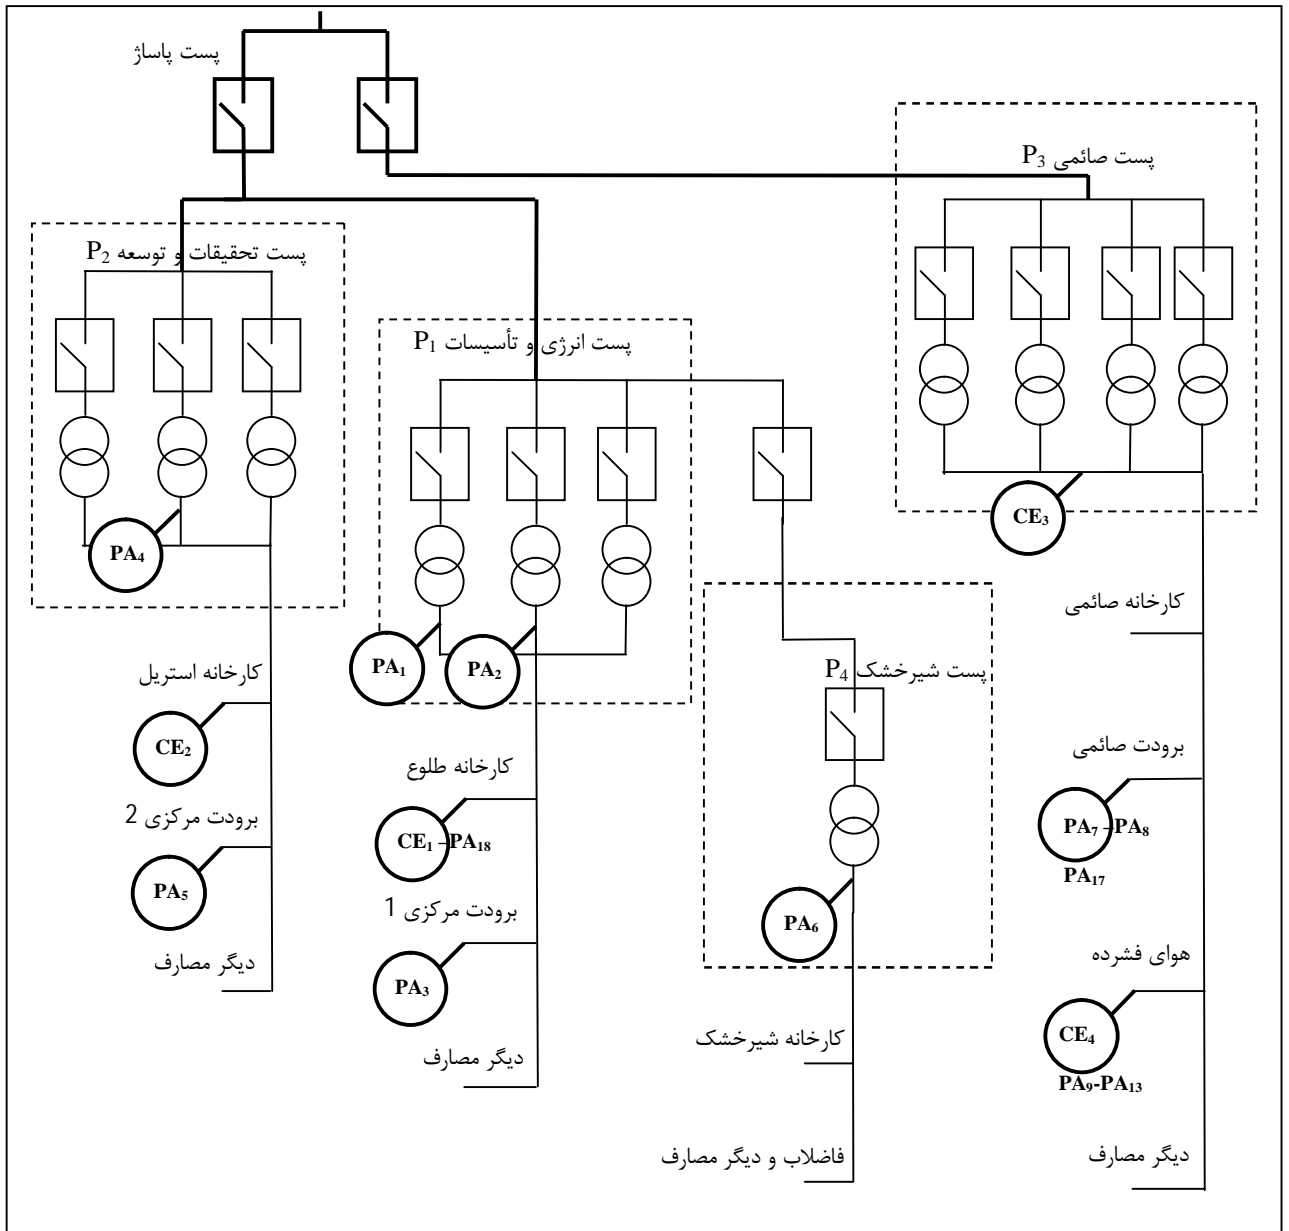 پست پاساژ
پست صائمی P3
پست تحقیقات و توسعه P2
پست انرژی و تأسیسات P1
CE3
PA4
کارخانه صائمی
PA1
PA2
کارخانه استریل
پست شیرخشک P4
CE2
برودت صائمی
کارخانه طلوع
برودت مرکزی 2
PA7 – PA8
PA17
CE1 – PA18
PA5
برودت مرکزی 1
PA6
دیگر مصارف
هوای فشرده
PA3
CE4
PA9-PA13
کارخانه شیرخشک
دیگر مصارف
فاضلاب و دیگر مصارف
دیگر مصارف